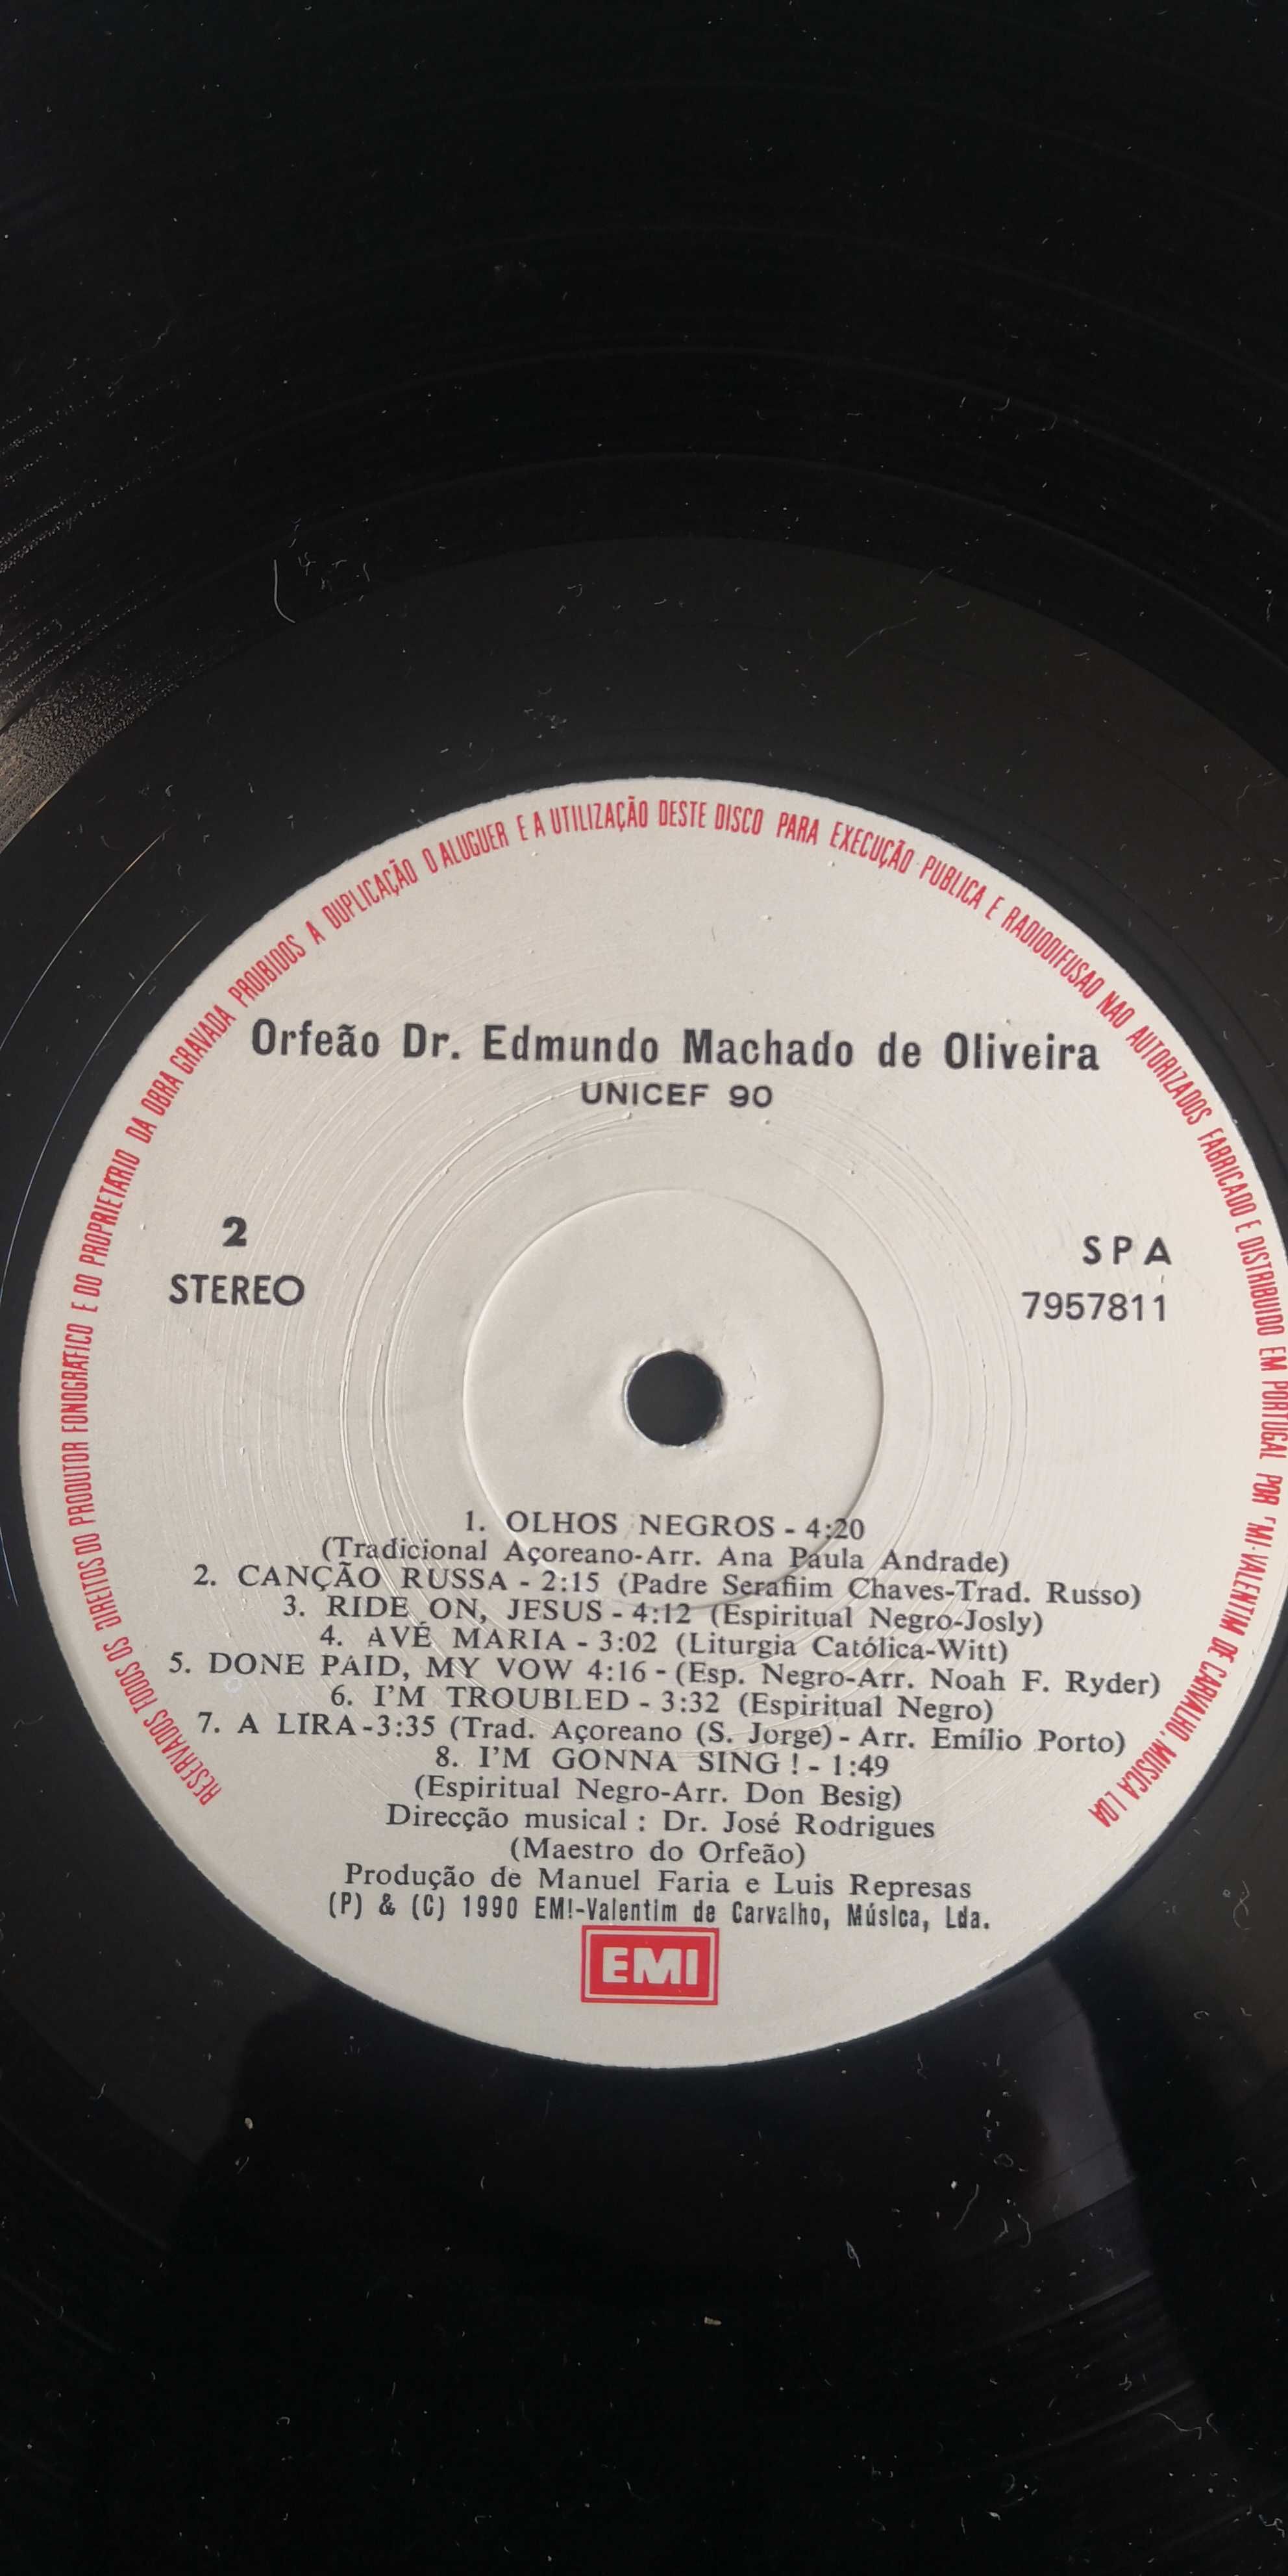 RESERVADOS TODOS OS DIREITOS DO PRODUTOR FONOGRAFICO E DO PROPRIETARIO DA OBRA GRAVADA PROIBIDOS A DUPLICAÇÃO O ALUGUER E A UTILIZAÇÃO DESTE DISCO PARA EXECUÇÃO PUBLICA E RADIODIFUSAO NAO AUTORIZADOS FABRICADO E DISTRIBUIDO EM PORTUGAL POR "MI-VALENTIM DE CARVALHO, MUSICA LDA
Orfeão Dr. Edmundo Machado de Oliveira
UNICEF 90
2
STEREO
SPA
7957811
1. OLHOS NEGROS - 4:20
(Tradicional Açoreano-Arr. Ana Paula Andrade)
2. CANÇÃO RUSSA - 2:15 (Padre Serafiim Chaves-Trad. Russo)
3. RIDE ON, JESUS - 4:12 (Espiritual Negro-Josly)
4. AVÉ MARIA - 3:02 (Liturgia Católica-Witt)
5. DONE PAID, MY VOW 4:16 - (Esp. Negro-Arr. Noah F. Ryder)
6. I'M TROUBLED - 3:32 (Espiritual Negro)
7. A LIRA-3:35 (Trad. Açoreano (S. Jorge) - Arr. Emílio Porto)
8. I'M GONNA SING ! - 1:49
(Espiritual Negro-Arr. Don Besig)
Direcção musical : Dr. José Rodrigues
(Maestro do Orfeão)
Produção de Manuel Faria e Luis Represas
(P) & (C) 1990 EM!-Valentim de Carvalho, Música, Lda.
EMI